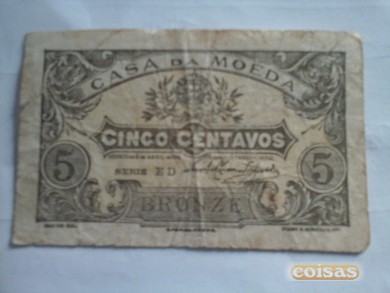 CASA DA MOEDA
CINCO CENTAVOS
5 SERIE ED 5
BRONZE
coisas